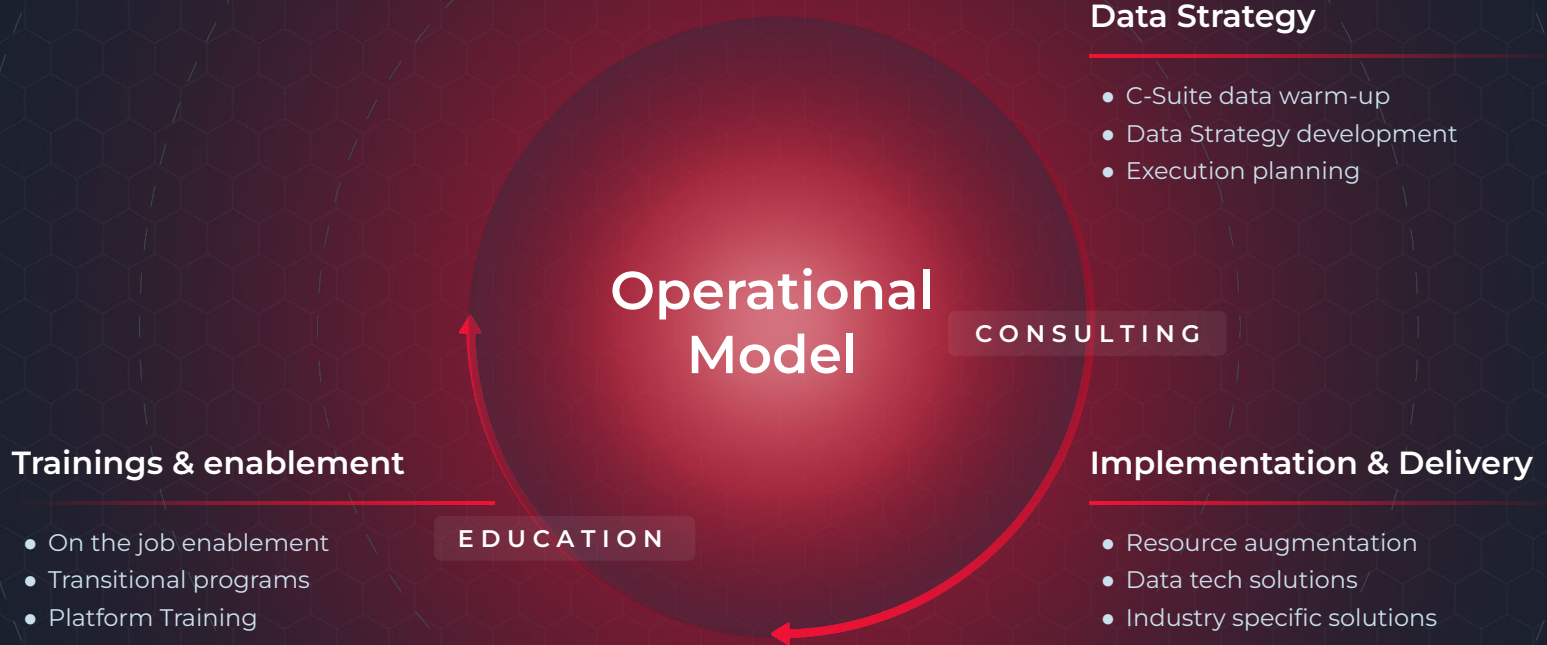 Data Strategy
C-Suite data warm-up
Data Strategy development
Execution planning
Operational
Model
CONSULTING
Trainings & enablement
On the job enablement
Transitional programs
Platform Training
EDUCATION
Implementation & Delivery
Resource augmentation
Data tech solutions
Industry specific solutions